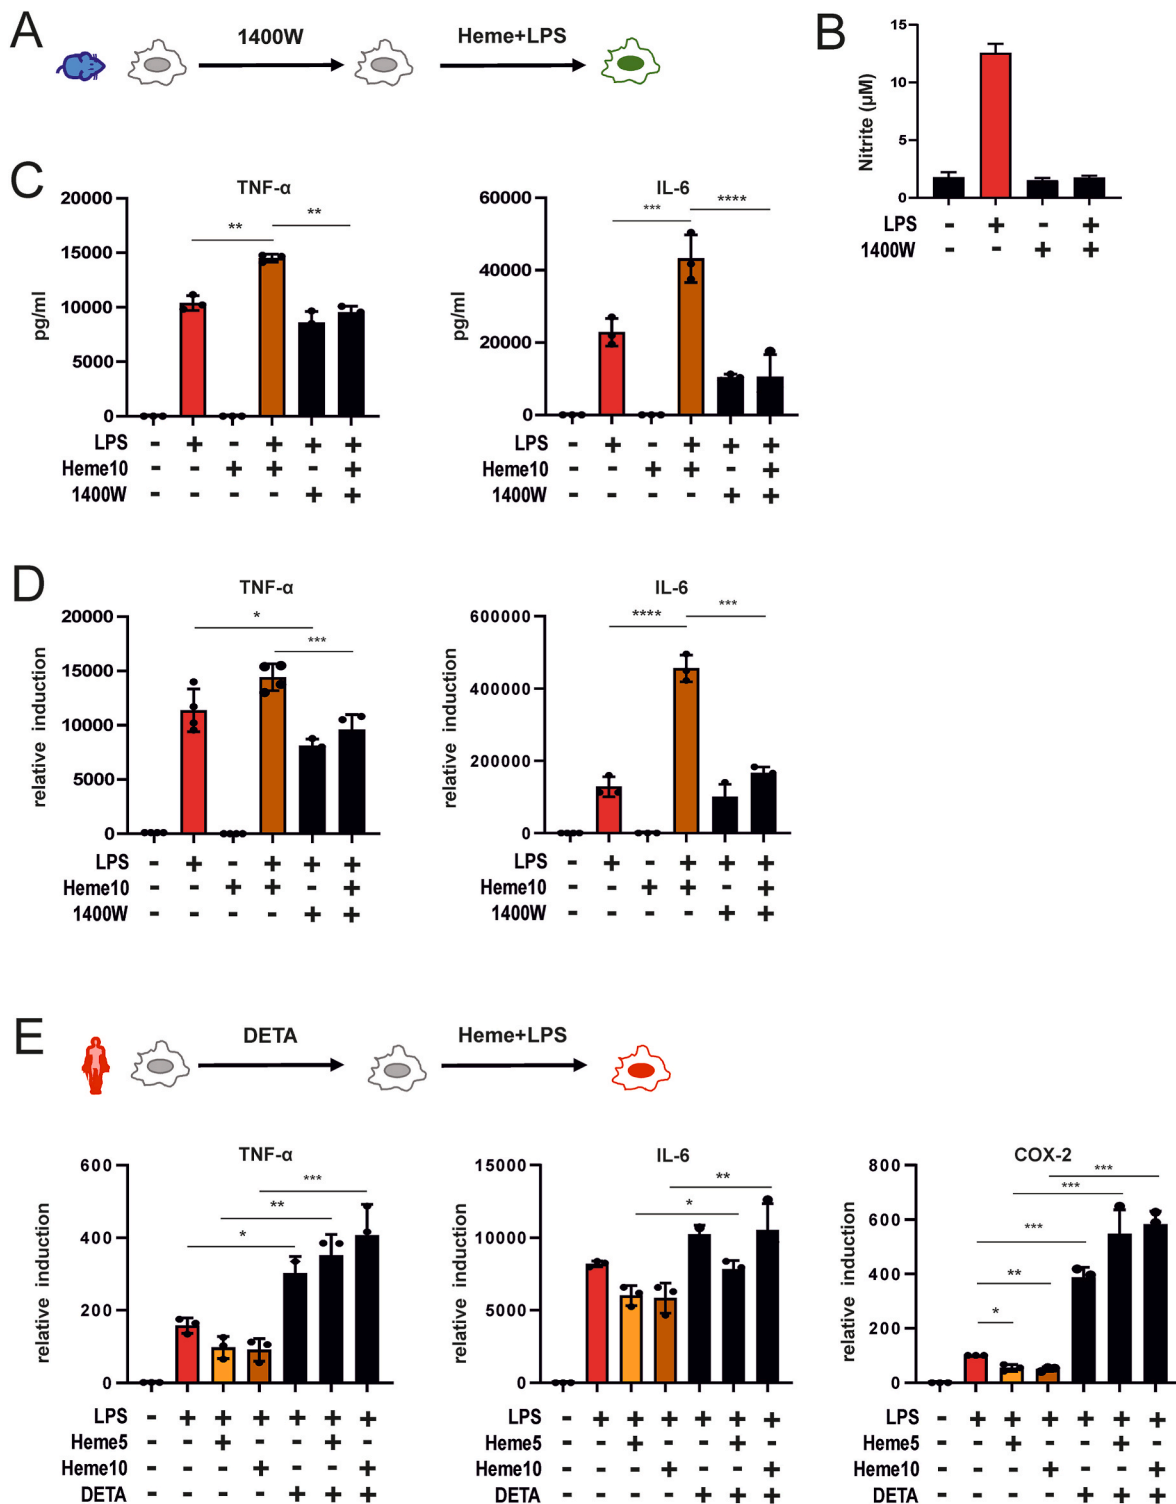 A
1400W
Heme+LPS
B
Nitrite (µM)
15
10
5
0
LPS - + - +
1400W - - + +
C
TNF-α
pg/ml
20000
15000
10000
5000
0
** **
LPS - + - + + +
Heme10 - - + + - +
1400W - - - - + +
IL-6
pg/ml
60000
40000
20000
0
*** ****
LPS - + - + + +
Heme10 - - + + - +
1400W - - - - + +
D
TNF-α
relative induction
20000
15000
10000
5000
0
*
***
LPS - + - + + +
Heme10 - - + + - +
1400W - - - - + +
IL-6
relative induction
600000
400000
200000
0
**** ***
LPS - + - + + +
Heme10 - - + + - +
1400W - - - - + +
E
DETA
Heme+LPS
TNF-α
relative induction
600
400
200
0
***
**
*
LPS - + + + + + +
Heme5 - - + - - + -
Heme10 - - - + - - +
DETA - - - - + + +
IL-6
relative induction
15000
10000
5000
0
**
*
LPS - + + + + + +
Heme5 - - + - - + -
Heme10 - - - + - - +
DETA - - - - + + +
COX-2
relative induction
800
600
400
200
0
***
***
***
**
*
LPS - + + + + + +
Heme5 - - + - - + -
Heme10 - - - + - - +
DETA - - - - + + +